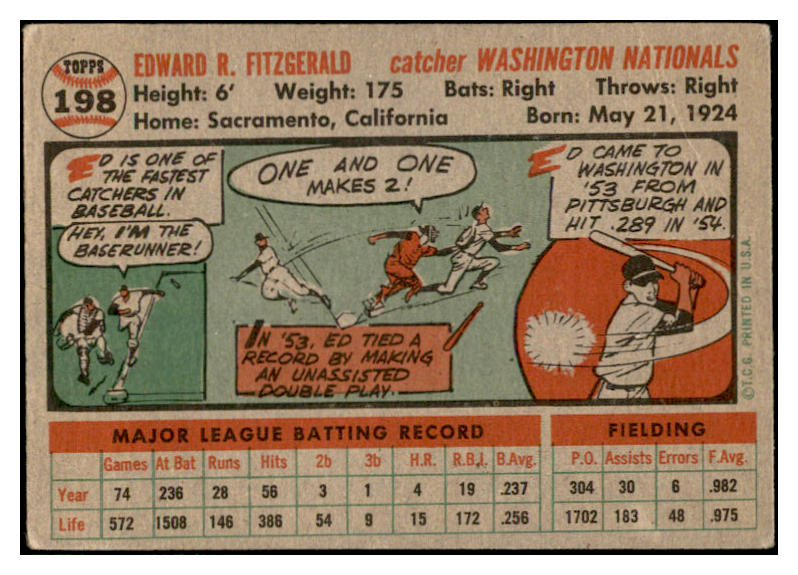 TOPPS
198
EDWARD R. FITZGERALD catcher WASHINGTON NATIONALS
Height: 6' Weight: 175 Bats: Right Throws: Right
Home: Sacramento, California Born: May 21, 1924
ED IS ONE OF
THE FASTEST
CATCHERS IN
BASEBALL.
HEY, I'M THE
BASERUNNER!
ONE AND ONE
MAKES 2!
IN '53, ED TIED A
RECORD BY MAKING
AN UNASSISTED
DOUBLE PLAY.
ED CAME TO
WASHINGTON IN
'53 FROM
PITTSBURGH AND
HIT .289 IN '54.
©T.C.G. PRINTED IN U.S.A.
MAJOR LEAGUE BATTING RECORD FIELDING
Games At Bat Runs Hits 2b 3b H.R. R.B.I. B.Avg. P.O. Assists Errors F.Avg.
Year 74 236 28 56 3 1 4 19 .237 304 30 6 .982
Life 572 1508 146 386 54 9 15 172 .256 1702 183 48 .975